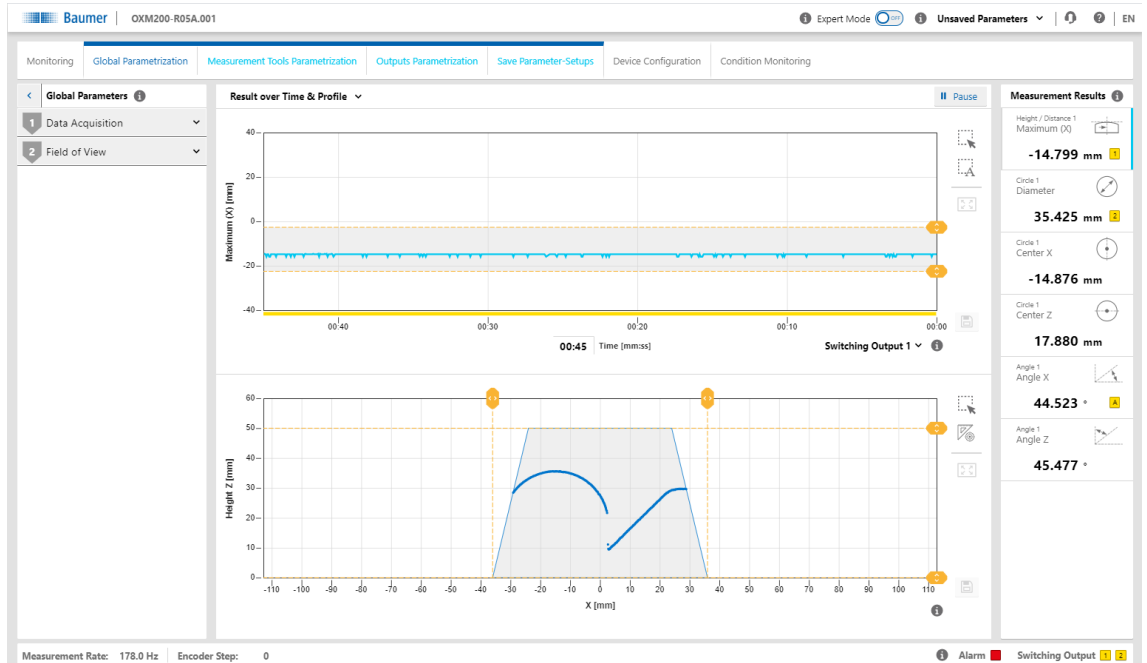 Baumer OXM200-R05A.001 Expert Mode OFF Unsaved Parameters EN
Monitoring Global Parametrization Measurement Tools Parametrization Outputs Parametrization Save Parameter-Setups Device Configuration Condition Monitoring
Global Parameters
1 Data Acquisition
2 Field of View
Result over Time & Profile Pause
Maximum (X) [mm]
40
20
0
-20
-40
00:40 00:30 00:20 00:10 00:00
00:45 Time [mm:ss] Switching Output 1
A
Height Z [mm]
60
50
40
30
20
10
0
-110 -100 -90 -80 -70 -60 -50 -40 -30 -20 -10 0 10 20 30 40 50 60 70 80 90 100 110
X [mm]
Measurement Results
Height / Distance 1
Maximum (X)
-14.799 mm 1
Circle 1
Diameter
35.425 mm 2
Circle 1
Center X
-14.876 mm
Circle 1
Center Z
17.880 mm
Angle 1
Angle X
44.523 ° A
Angle 1
Angle Z
45.477 °
Measurement Rate: 178.0 Hz Encoder Step: 0 Alarm Switching Output 1 2